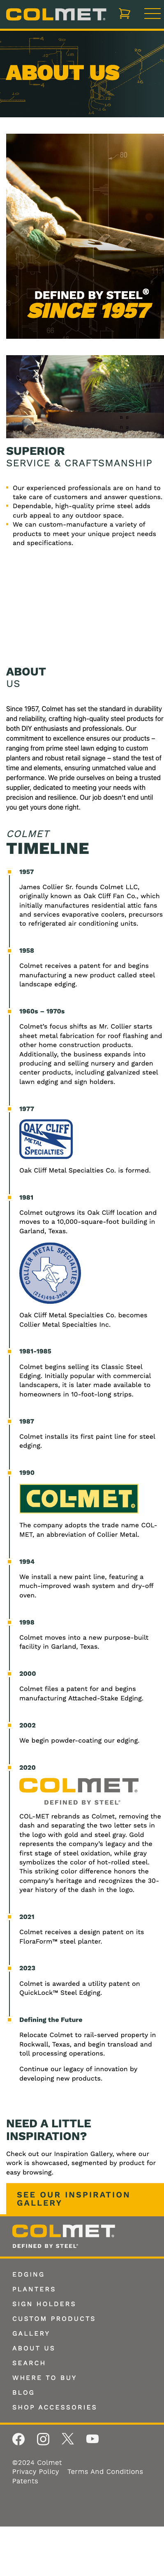 COLMET
ABOUT US
DEFINED BY STEEL®
SINCE 1957
SUPERIOR
SERVICE & CRAFTSMANSHIP
Our experienced professionals are on hand to
take care of customers and answer questions.
Dependable, high-quality prime steel adds
curb appeal to any outdoor space.
We can custom-manufacture a variety of
products to meet your unique project needs
and specifications.
ABOUT
US
Since 1957, Colmet has set the standard in durability
and reliability, crafting high-quality steel products for
both DIY enthusiasts and professionals. Our
commitment to excellence ensures our products –
ranging from prime steel lawn edging to custom
planters and robust retail signage – stand the test of
time and elements, ensuring unmatched value and
performance. We pride ourselves on being a trusted
supplier, dedicated to meeting your needs with
precision and resilience. Our job doesn't end until
you get yours done right.
COLMET
TIMELINE
1957
James Collier Sr. founds Colmet LLC,
originally known as Oak Cliff Fan Co., which
initially manufactures residential attic fans
and services evaporative coolers, precursors
to refrigerated air conditioning units.
1958
Colmet receives a patent for and begins
manufacturing a new product called steel
landscape edging.
1960s – 1970s
Colmet's focus shifts as Mr. Collier starts
sheet metal fabrication for roof flashing and
other home construction products.
Additionally, the business expands into
producing and selling nursery and garden
center products, including galvanized steel
lawn edging and sign holders.
1977
OAK CLIFF
METAL
SPECIALTIES
Oak Cliff Metal Specialties Co. is formed.
1981
Colmet outgrows its Oak Cliff location and
moves to a 10,000-square-foot building in
Garland, Texas.
COLLIER METAL SPECIALTIES
(214)494-3900
Oak Cliff Metal Specialties Co. becomes
Collier Metal Specialties Inc.
1981-1985
Colmet begins selling its Classic Steel
Edging. Initially popular with commercial
landscapers, it is later made available to
homeowners in 10-foot-long strips.
1987
Colmet installs its first paint line for steel
edging.
1990
COL-MET®
The company adopts the trade name COL-
MET, an abbreviation of Collier Metal.
1994
We install a new paint line, featuring a
much-improved wash system and dry-off
oven.
1998
Colmet moves into a new purpose-built
facility in Garland, Texas.
2000
Colmet files a patent for and begins
manufacturing Attached-Stake Edging.
2002
We begin powder-coating our edging.
2020
COLMET
DEFINED BY STEEL®
COL-MET rebrands as Colmet, removing the
dash and separating the two letter sets in
the logo with gold and steel gray. Gold
represents the company's legacy and the
first stage of steel oxidation, while gray
symbolizes the color of hot-rolled steel.
This striking color difference honors the
company's heritage and recognizes the 30-
year history of the dash in the logo.
2021
Colmet receives a design patent on its
FloraForm™ steel planter.
2023
Colmet is awarded a utility patent on
QuickLock™ Steel Edging.
Defining the Future
Relocate Colmet to rail-served property in
Rockwall, Texas, and begin transload and
toll processing operations.
Continue our legacy of innovation by
developing new products.
NEED A LITTLE
INSPIRATION?
Check out our Inspiration Gallery, where our
work is showcased, segmented by product for
easy browsing.
SEE OUR INSPIRATION
GALLERY
COLMET
DEFINED BY STEEL®
EDGING
PLANTERS
SIGN HOLDERS
CUSTOM PRODUCTS
GALLERY
ABOUT US
SEARCH
WHERE TO BUY
BLOG
SHOP ACCESSORIES
©2024 Colmet
Privacy Policy Terms And Conditions
Patents